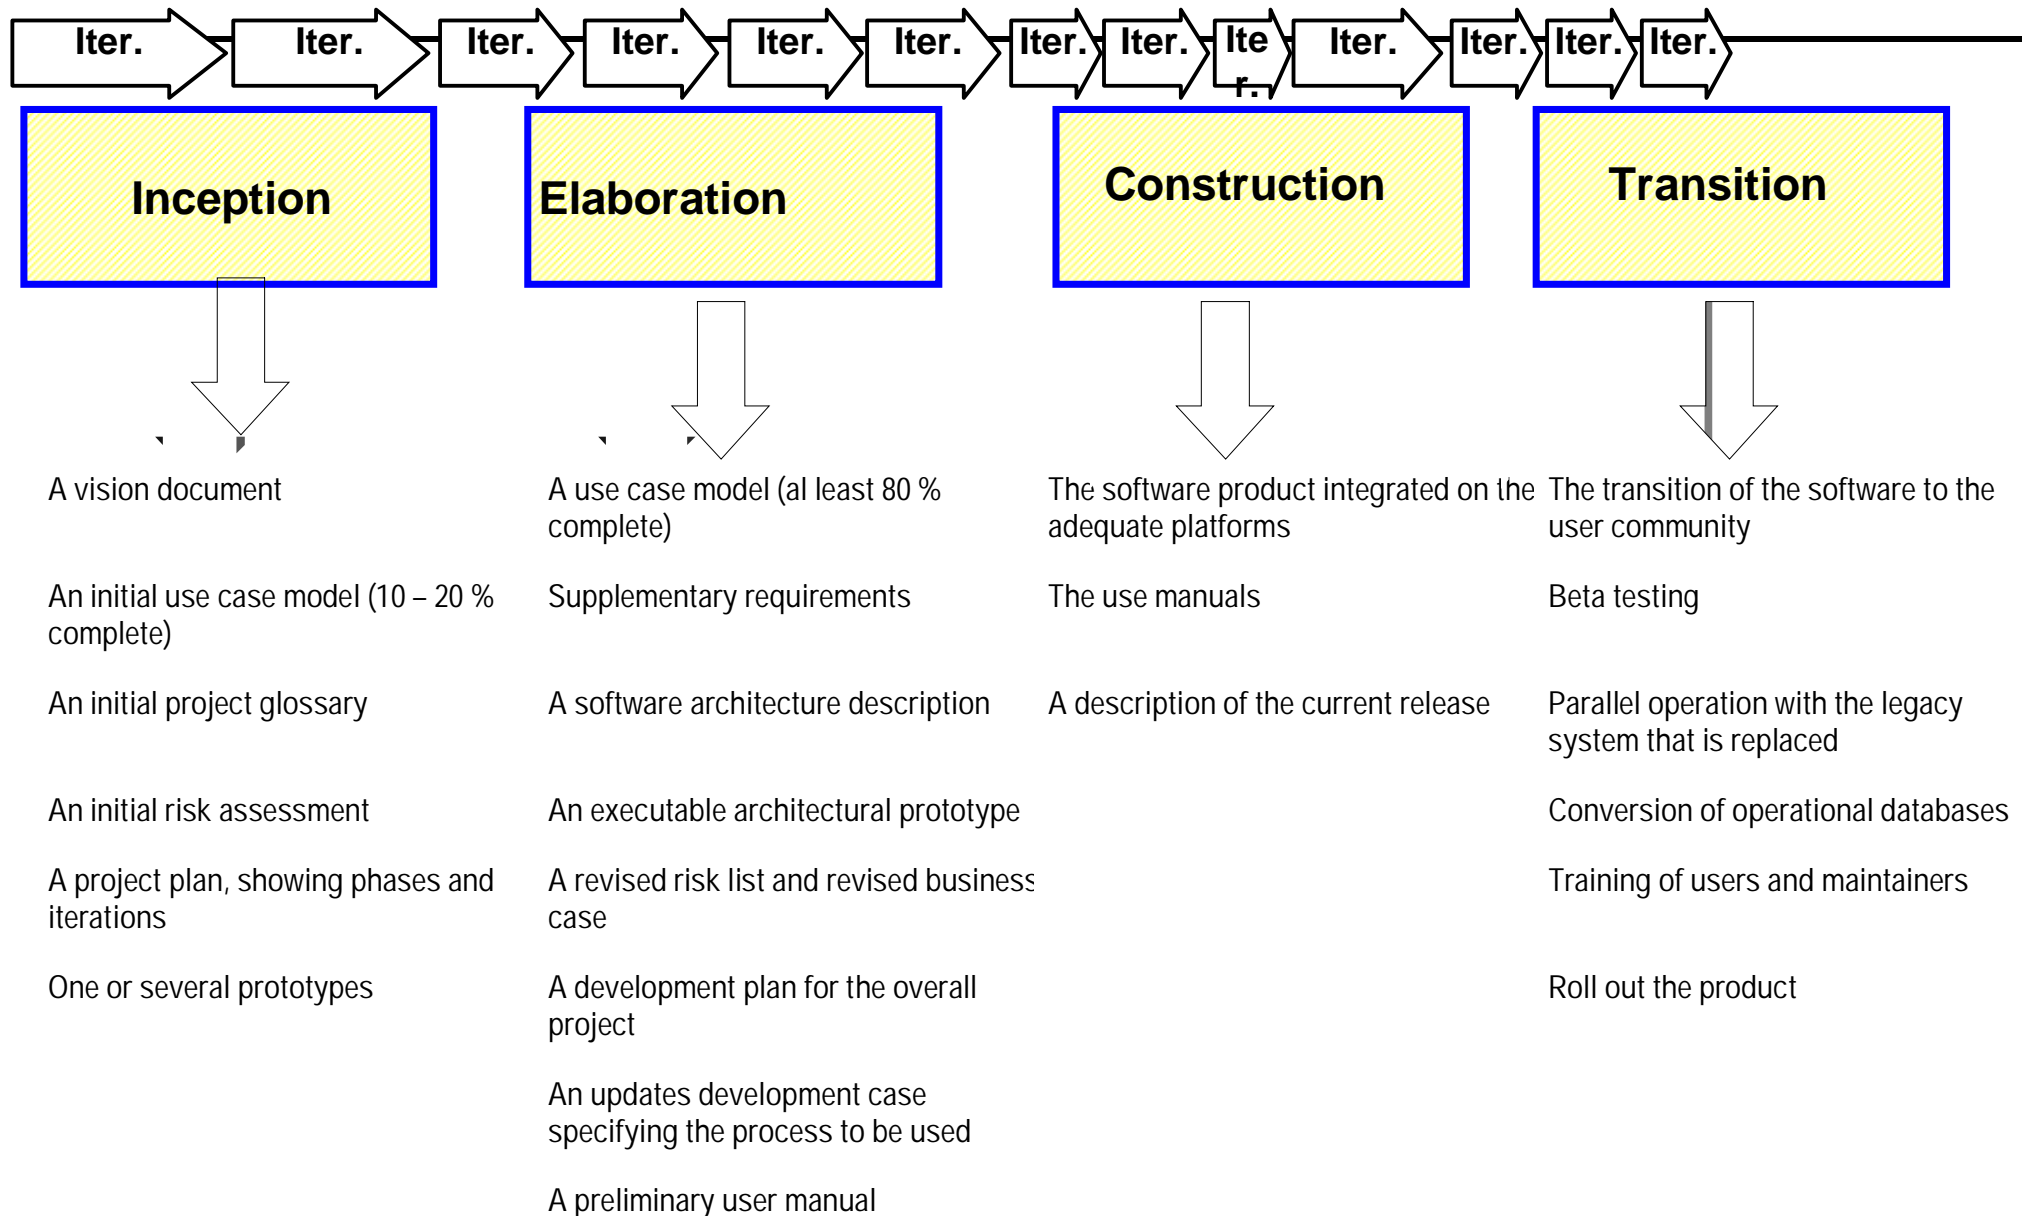 Iter.
Iter.
Iter.
Iter.
Iter.
Iter.
Iter.
Iter.
Ite
r.
Iter.
Iter.
Iter.
Iter.
Inception
Elaboration
Construction
Transition
A vision document
An initial use case model (10 – 20 %
complete)
An initial project glossary
An initial risk assessment
A project plan, showing phases and
iterations
One or several prototypes
A use case model (al least 80 %
complete)
Supplementary requirements
A software architecture description
An executable architectural prototype
A revised risk list and revised business
case
A development plan for the overall
project
An updates development case
specifying the process to be used
A preliminary user manual
The software product integrated on the
adequate platforms
The use manuals
A description of the current release
The transition of the software to the
user community
Beta testing
Parallel operation with the legacy
system that is replaced
Conversion of operational databases
Training of users and maintainers
Roll out the product